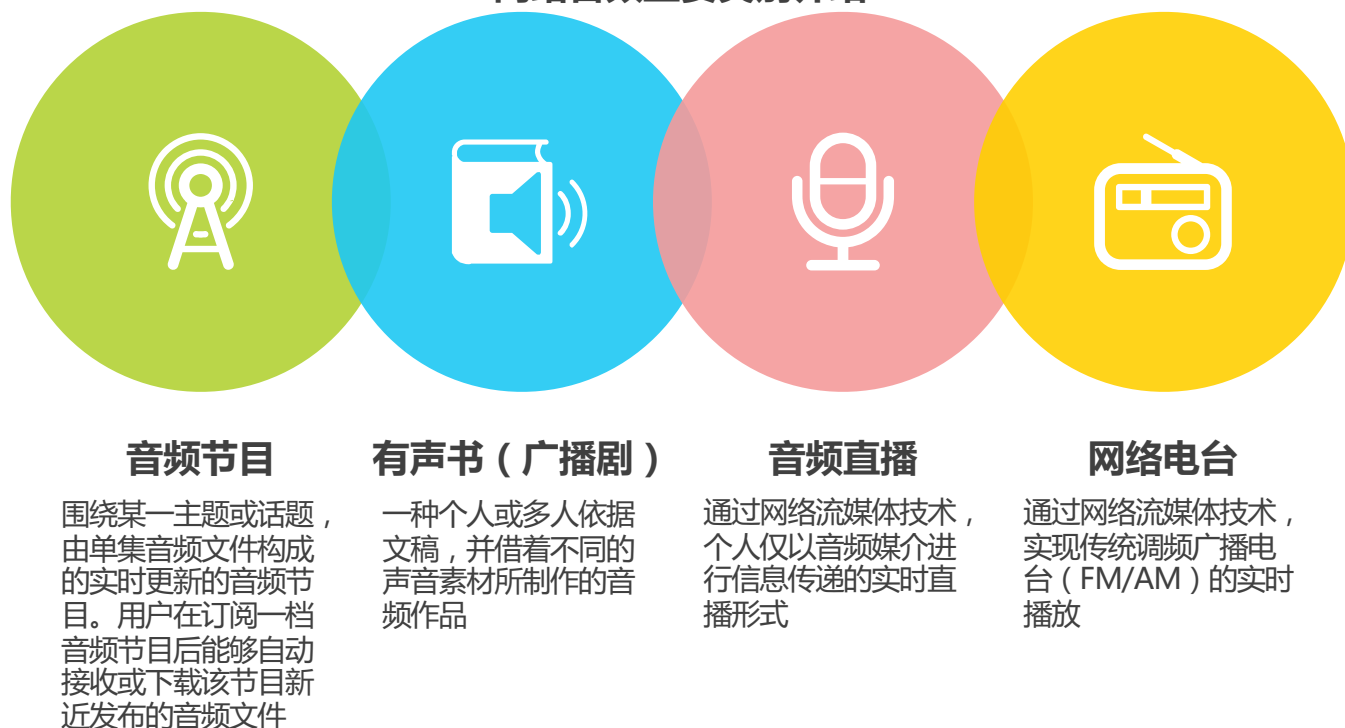 音频节目
围绕某一主题或话题，
由单集音频文件构成
的实时更新的音频节
目。用户在订阅一档
音频节目后能够自动
接收或下载该节目新
近发布的音频文件
有声书（广播剧）
一种个人或多人依据
文稿，并借着不同的
声音素材所制作的音
频作品
音频直播
通过网络流媒体技术，
个人仅以音频媒介进
行信息传递的实时直
播形式
网络电台
通过网络流媒体技术，
实现传统调频广播电
台（FM/AM）的实时
播放